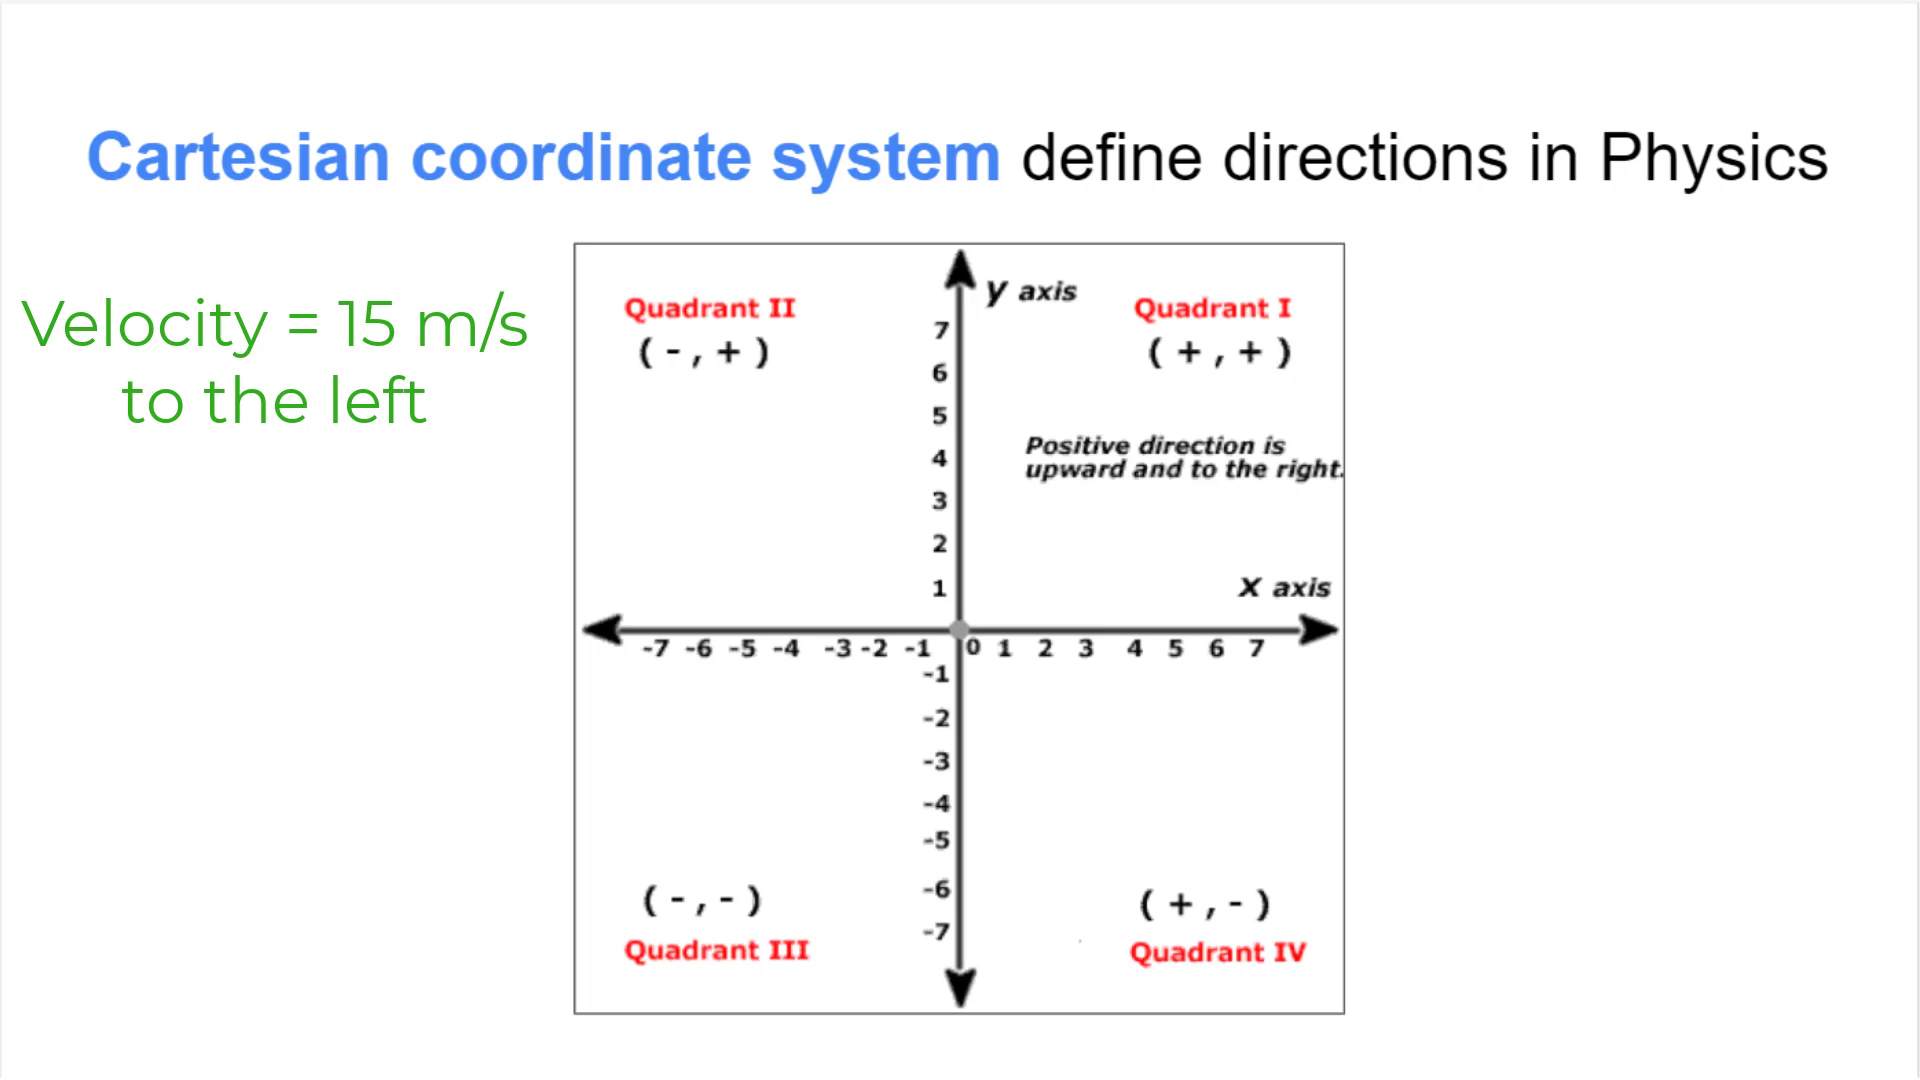 Cartesian coordinate system define directions in Physics
Velocity = 15 m/s
to the left
y axis
Quadrant II
Quadrant I
( - , + )
( + , + )
7
6
5
4
3
2
1
Positive direction is
upward and to the right.
X axis
-7 -6 -5 -4 -3 -2 -1 0 1 2 3 4 5 6 7
-1
-2
-3
-4
-5
-6
-7
( - , - )
( + , - )
Quadrant III
Quadrant IV